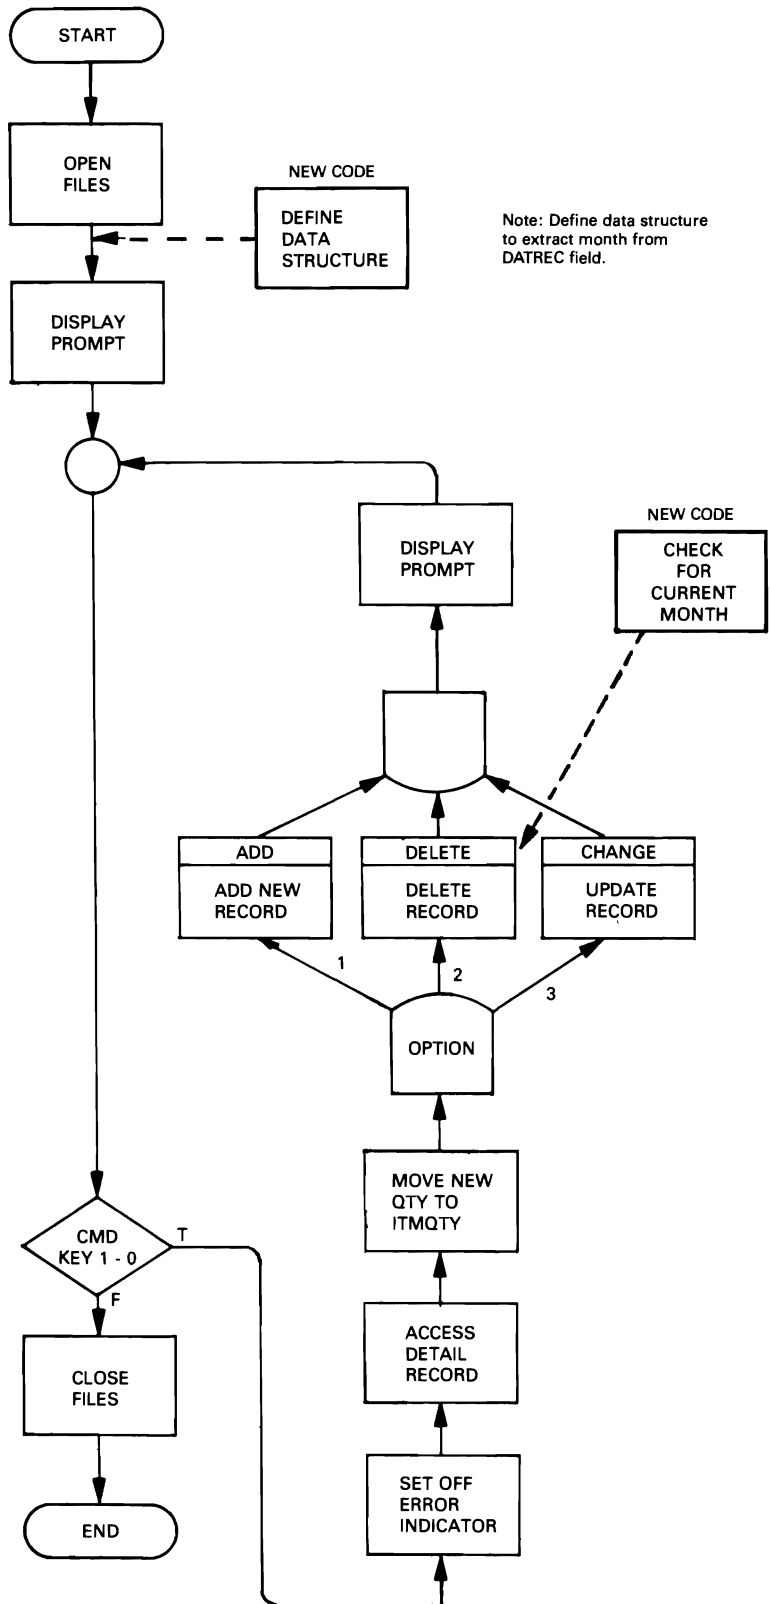 START
OPEN
FILES
NEW CODE
DEFINE
DATA
STRUCTURE
Note: Define data structure
to extract month from
DATREC field.
DISPLAY
PROMPT
DISPLAY
PROMPT
NEW CODE
CHECK
FOR
CURRENT
MONTH
ADD
ADD NEW
RECORD
DELETE
DELETE
RECORD
CHANGE
UPDATE
RECORD
1
2
3
OPTION
MOVE NEW
QTY TO
ITMQTY
CMD
KEY 1 - 0
T
F
ACCESS
DETAIL
RECORD
CLOSE
FILES
SET OFF
ERROR
INDICATOR
END